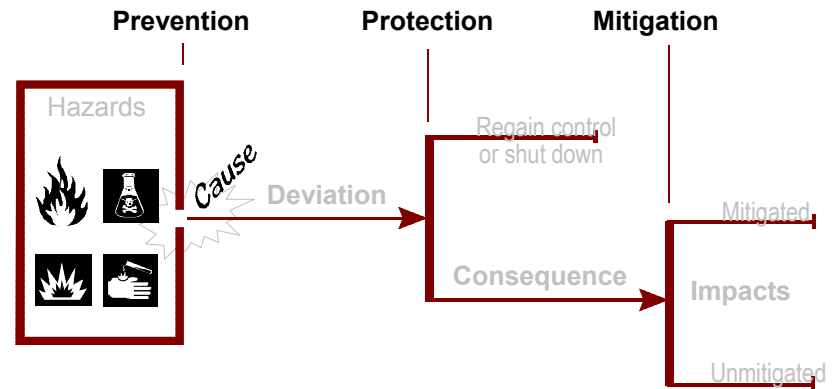 Prevention
Protection
Mitigation
Hazards
Regain control
or shut down
Cause
Deviation
Mitigated
Consequence
Impacts
Unmitigated